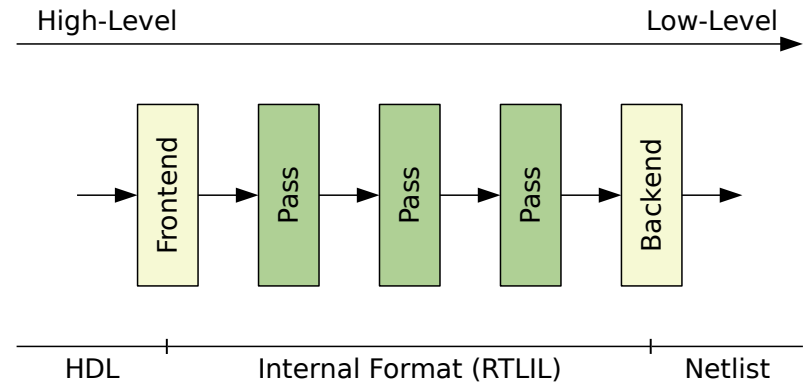 High-Level
Low-Level
Frontend
Pass
Pass
Pass
Backend
HDL
Internal Format (RTLIL)
Netlist